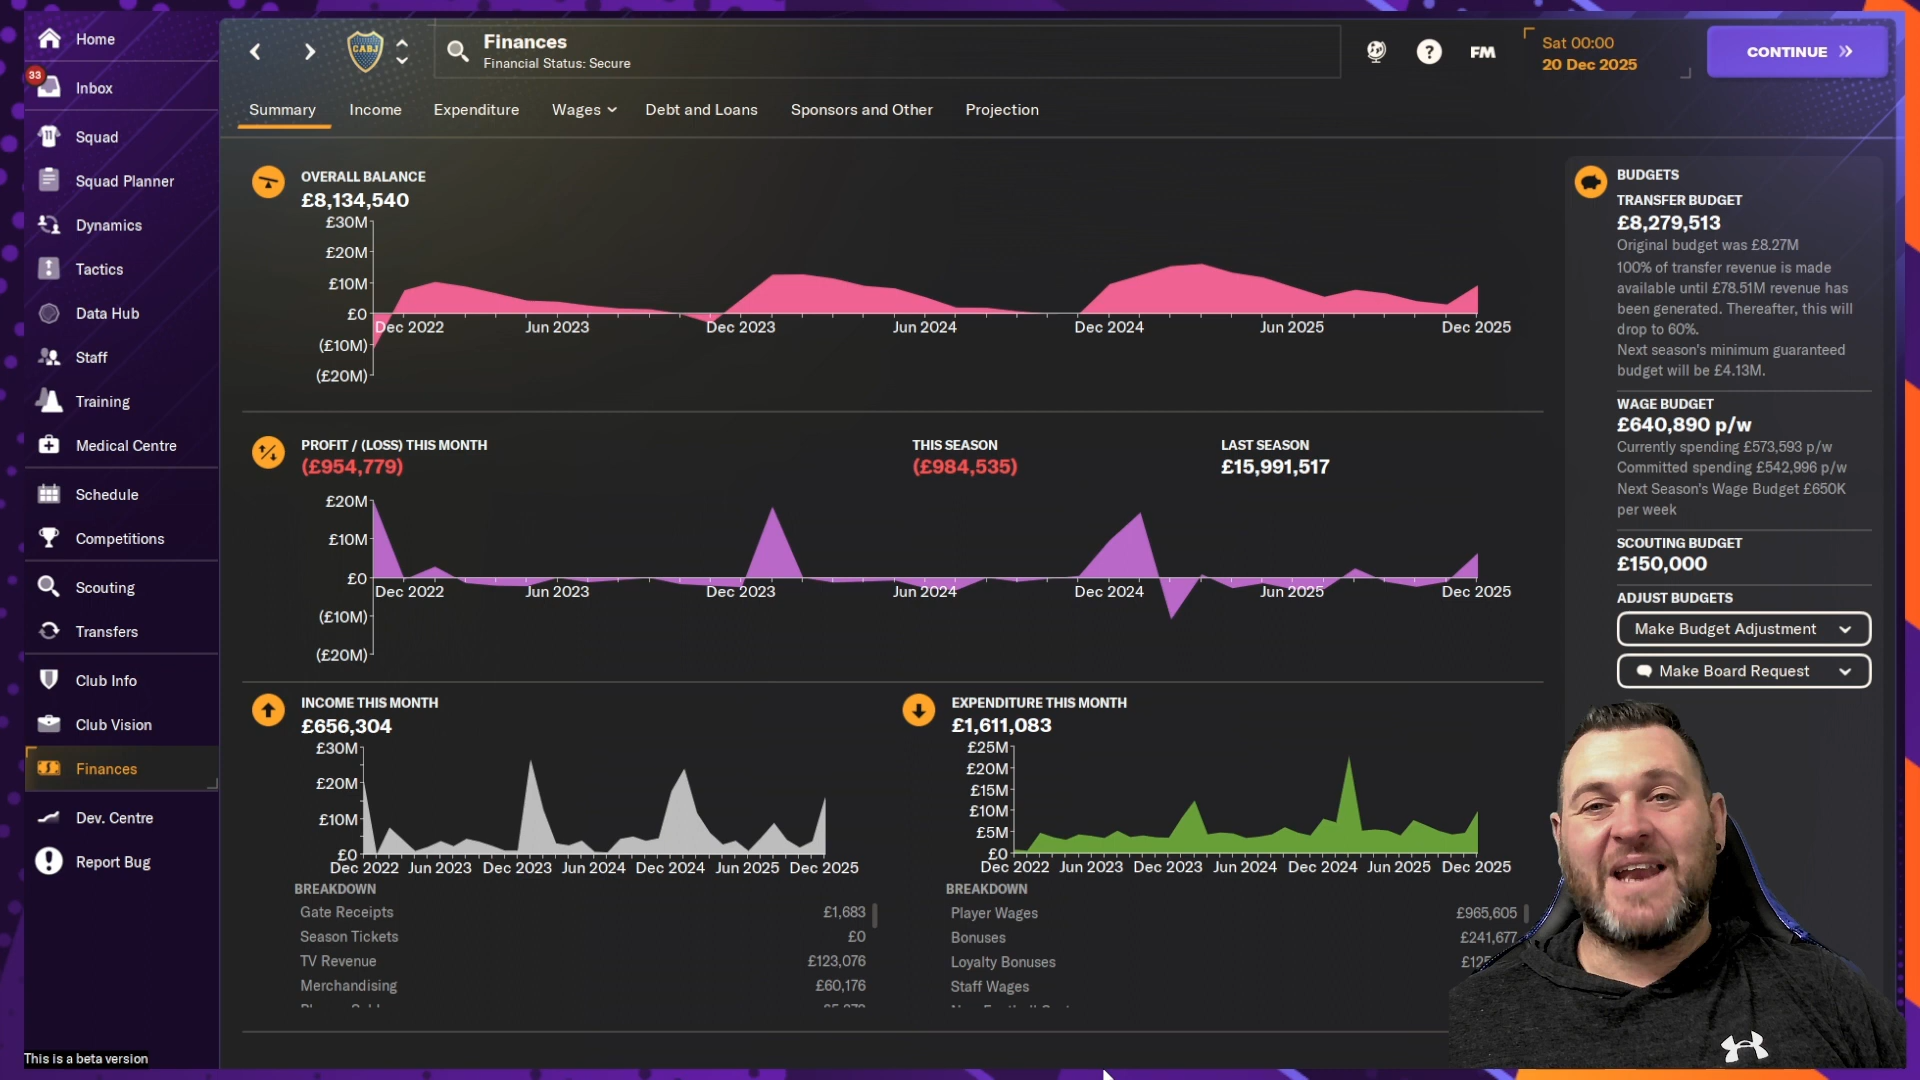 Home
33
Inbox
Squad
Squad Planner
Dynamics
Tactics
Data Hub
Staff
Training
Medical Centre
Schedule
Competitions
Scouting
Transfers
Club Info
Club Vision
Finances
Dev. Centre
Report Bug
This is a beta version
CABJ
Finances
Financial Status: Secure
FM
Sat 00:00
20 Dec 2025
CONTINUE
Summary
Income
Expenditure
Wages
Debt and Loans
Sponsors and Other
Projection
OVERALL BALANCE
£8,134,540
£30M
£20M
£10M
£0
(£10M)
(£20M)
Dec 2022
Jun 2023
Dec 2023
Jun 2024
Dec 2024
Jun 2025
Dec 2025
PROFIT / (LOSS) THIS MONTH
(£954,779)
THIS SEASON
(£984,535)
LAST SEASON
£15,991,517
£20M
£10M
£0
(£10M)
(£20M)
Dec 2022
Jun 2023
Dec 2023
Jun 2024
Dec 2024
Jun 2025
Dec 2025
INCOME THIS MONTH
£656,304
£30M
£20M
£10M
£0
Dec 2022
Jun 2023
Dec 2023
Jun 2024
Dec 2024
Jun 2025
Dec 2025
BREAKDOWN
Gate Receipts £1,683
Season Tickets £0
TV Revenue £123,076
Merchandising £60,176
EXPENDITURE THIS MONTH
£1,611,083
£25M
£20M
£15M
£10M
£5M
£0
Dec 2022
Jun 2023
Dec 2023
Jun 2024
Dec 2024
Jun 2025
Dec 2025
BREAKDOWN
Player Wages £965,605
Bonuses £241,677
Loyalty Bonuses
Staff Wages
BUDGETS
TRANSFER BUDGET
£8,279,513
Original budget was £8.27M
100% of transfer revenue is made
available until £78.51M revenue has
been generated. Thereafter, this will
drop to 60%.
Next season's minimum guaranteed
budget will be £4.13M.
WAGE BUDGET
£640,890 p/w
Currently spending £573,593 p/w
Committed spending £542,996 p/w
Next Season's Wage Budget £650K
per week
SCOUTING BUDGET
£150,000
ADJUST BUDGETS
Make Budget Adjustment
Make Board Request